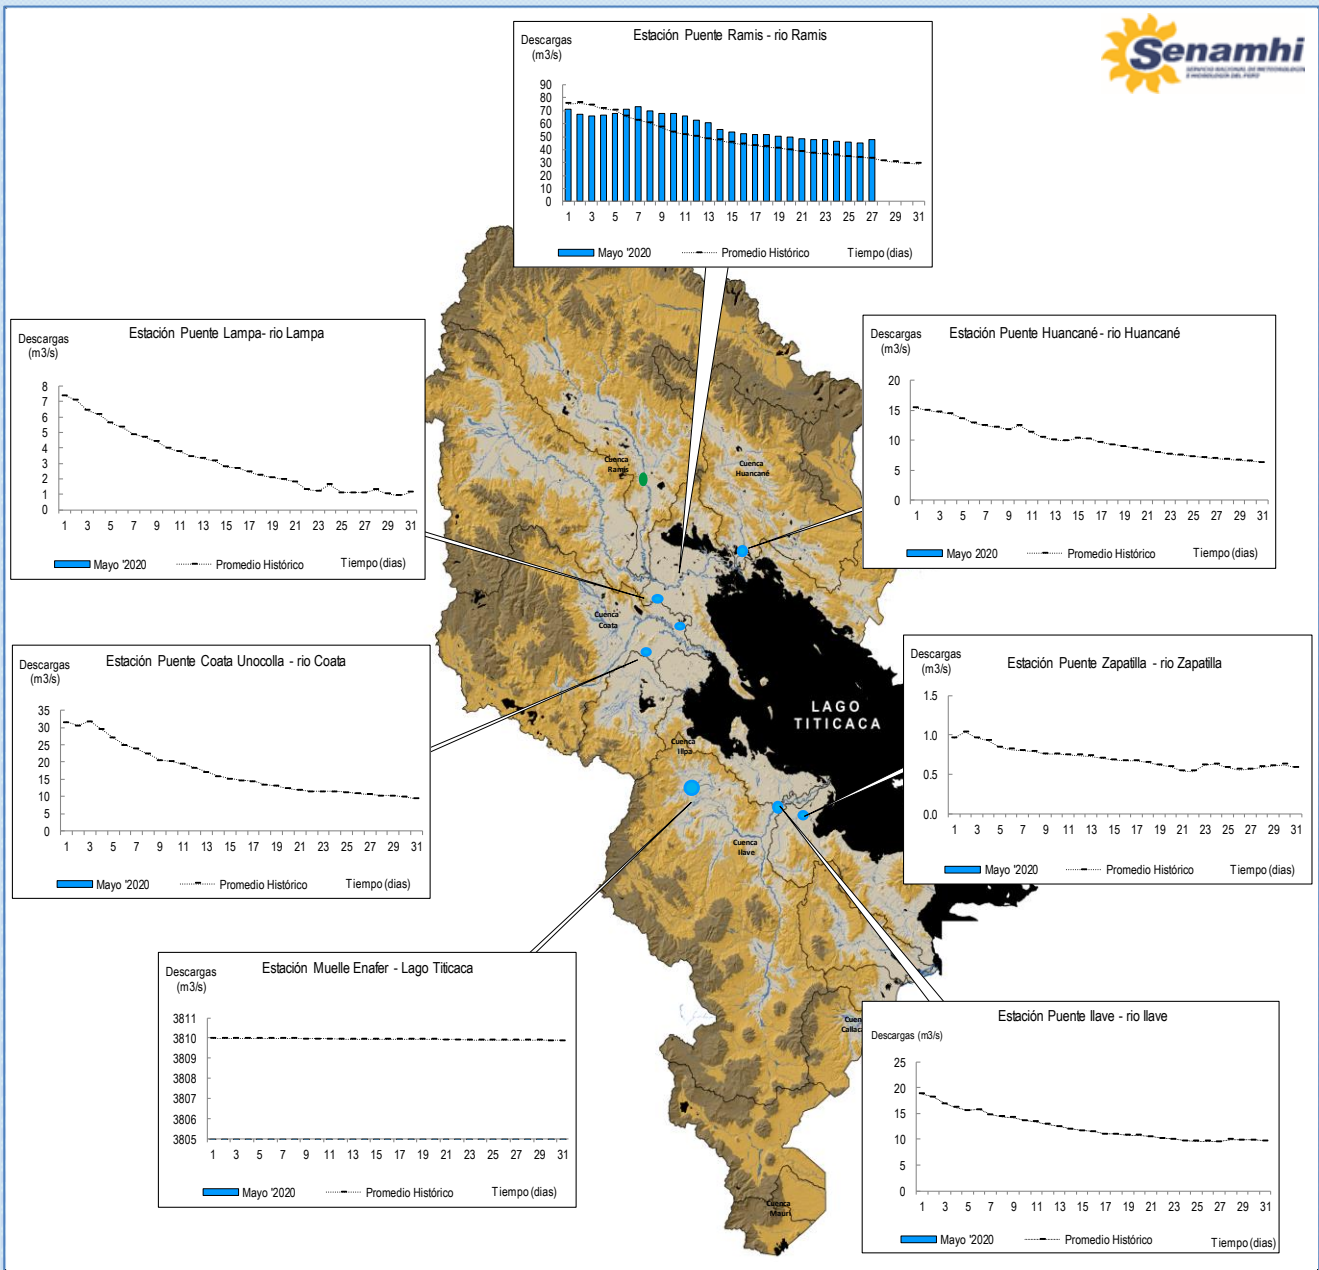 Senamhi
SERVICIO NACIONAL DE METEOROLOGÍA
E HIDROLOGÍA DEL PERÚ
Estación Puente Ramis - rio Ramis
Descargas
(m3/s)
90
80
70
60
50
40
30
20
10
0
1 3 5 7 9 11 13 15 17 19 21 23 25 27 29 31
Mayo '2020 Promedio Histórico Tiempo (dias)
Estación Puente Lampa- rio Lampa
Descargas
(m3/s)
8
7
6
5
4
3
2
1
0
1 3 5 7 9 11 13 15 17 19 21 23 25 27 29 31
Mayo '2020 Promedio Histórico Tiempo (dias)
Estación Puente Huancané - rio Huancané
Descargas
(m3/s)
20
15
10
5
0
1 3 5 7 9 11 13 15 17 19 21 23 25 27 29 31
Mayo 2020 Promedio Histórico Tiempo (dias)
Cuenca
Ramis
Cuenca
Huancané
Cuenca
Coata
Estación Puente Coata Unocolla - rio Coata
Descargas
(m3/s)
35
30
25
20
15
10
5
0
1 3 5 7 9 11 13 15 17 19 21 23 25 27 29 31
Mayo '2020 Promedio Histórico Tiempo (dias)
LAGO
TITICACA
Estación Puente Zapatilla - rio Zapatilla
Descargas
(m3/s)
1.5
1.0
0.5
0.0
1 3 5 7 9 11 13 15 17 19 21 23 25 27 29 31
Mayo '2020 Promedio Histórico Tiempo (dias)
Cuenca
Illpa
Cuenca
Ilave
Estación Muelle Enafer - Lago Titicaca
Descargas
(m3/s)
3811
3810
3809
3808
3807
3806
3805
1 3 5 7 9 11 13 15 17 19 21 23 25 27 29 31
Mayo '2020 Promedio Histórico Tiempo (dias)
Estación Puente Ilave - rio Ilave
Descargas (m3/s)
25
20
15
10
5
0
1 3 5 7 9 11 13 15 17 19 21 23 25 27 29 31
Mayo '2020 Promedio Histórico Tiempo (dias)
Cuenca
Mauri